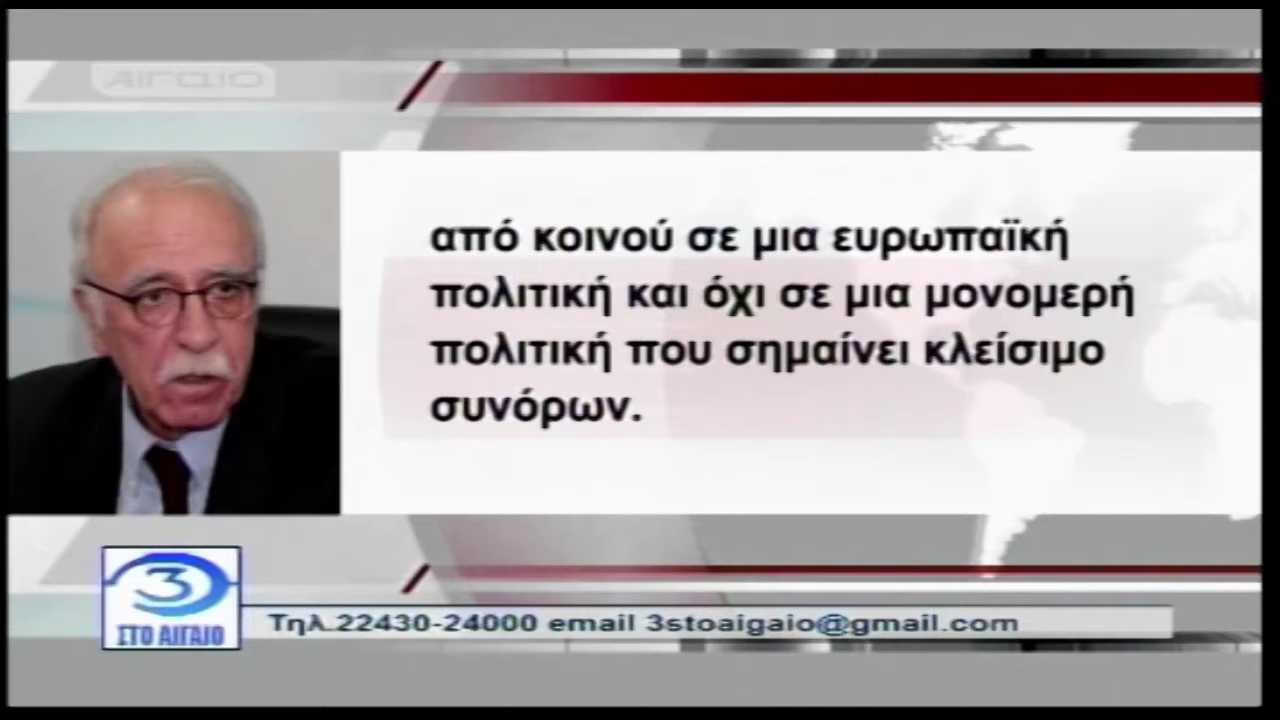 ΑΙΓΑΙΟ
από κοινού σε μια ευρωπαϊκή
πολιτική και όχι σε μια μονομερή
πολιτική που σημαίνει κλείσιμο
συνόρων.
3
ΣΤΟ ΑΙΓΑΙΟ
Τηλ.22430-24000 email 3stoaigaio@gmail.com